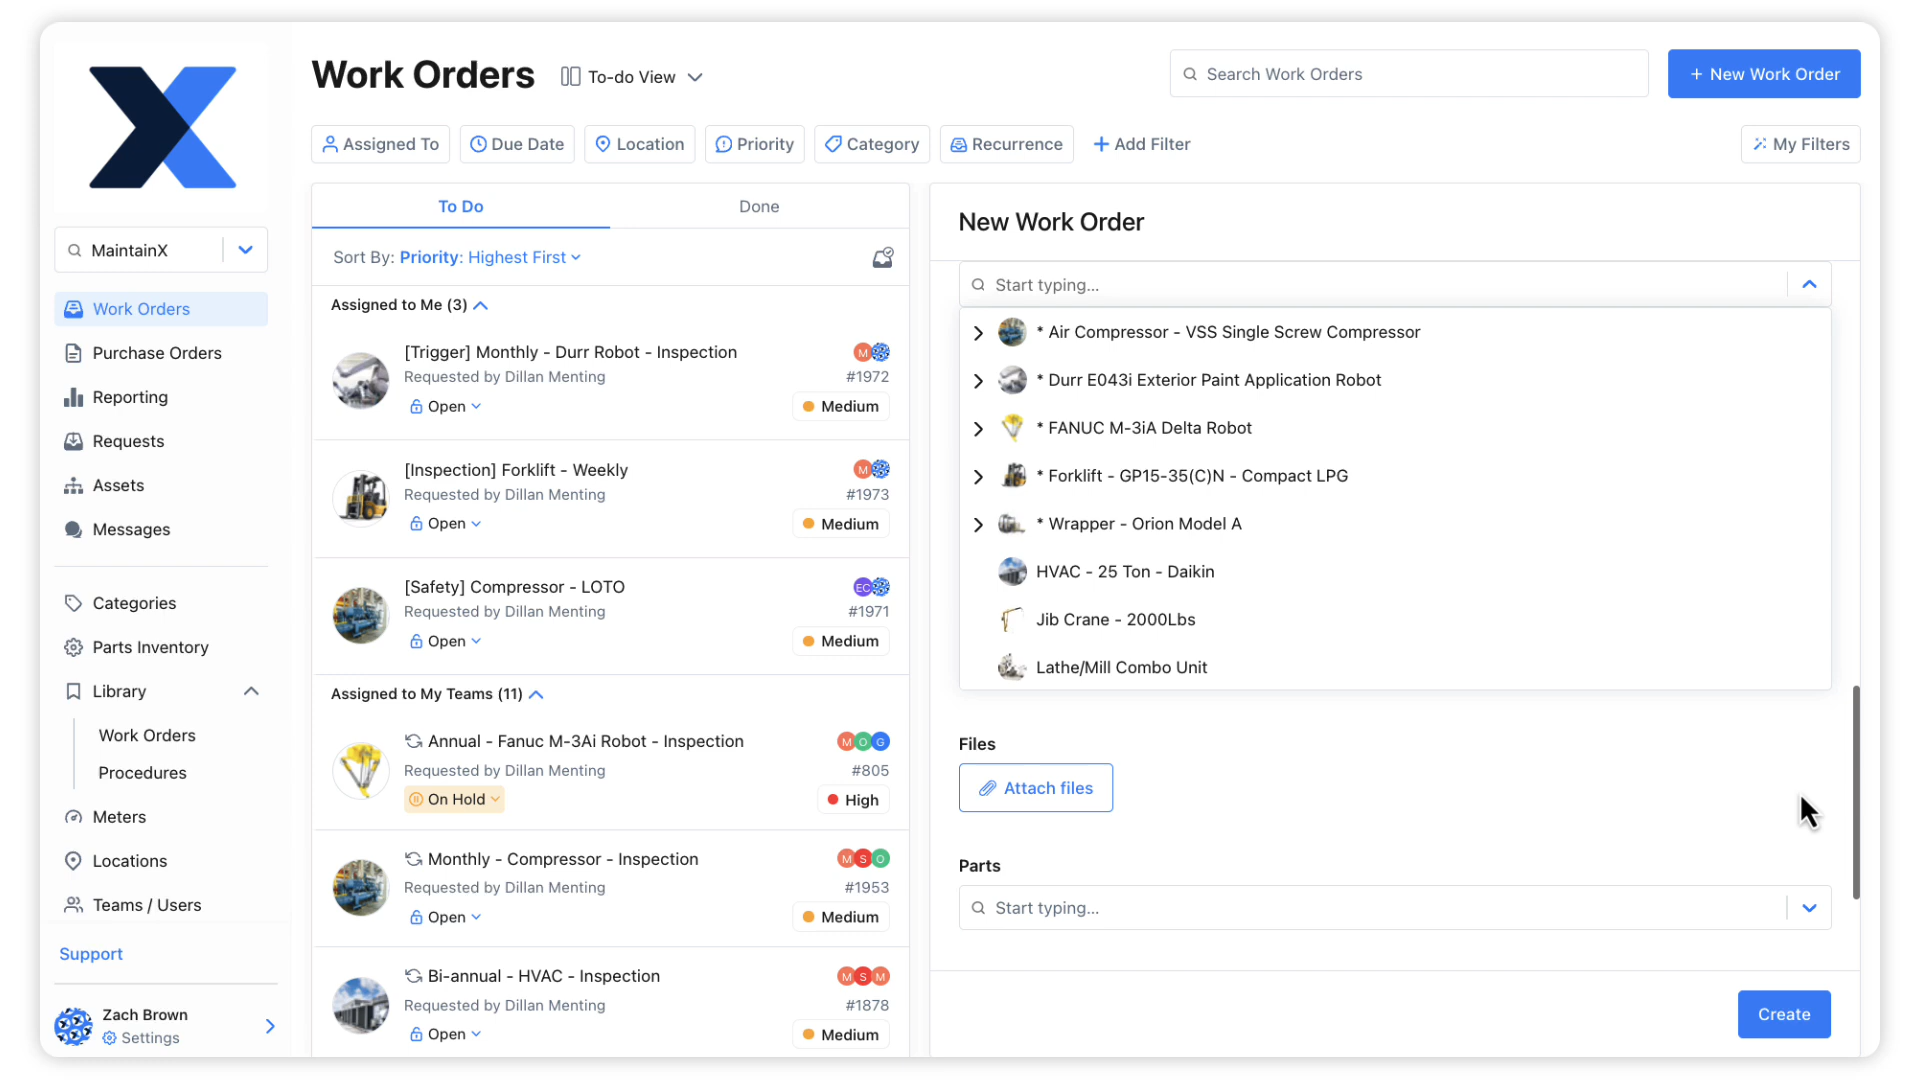 Work Orders
To-do View
Search Work Orders
+ New Work Order
Assigned To
Due Date
Location
Priority
Category
Recurrence
+ Add Filter
My Filters
MaintainX
Work Orders
Purchase Orders
Reporting
Requests
Assets
Messages
Categories
Parts Inventory
Library
Work Orders
Procedures
Meters
Locations
Teams / Users
Support
Zach Brown
Settings
To Do
Done
Sort By: Priority: Highest First
Assigned to Me (3)
[Trigger] Monthly - Durr Robot - Inspection
M
Requested by Dillan Menting
#1972
Open
Medium
[Inspection] Forklift - Weekly
M
Requested by Dillan Menting
#1973
Open
Medium
[Safety] Compressor - LOTO
EC
Requested by Dillan Menting
#1971
Open
Medium
Assigned to My Teams (11)
Annual - Fanuc M-3Ai Robot - Inspection
M O G
Requested by Dillan Menting
#805
On Hold
High
Monthly - Compressor - Inspection
M S O
Requested by Dillan Menting
#1953
Open
Medium
Bi-annual - HVAC - Inspection
M S M
Requested by Dillan Menting
#1878
Open
Medium
New Work Order
Start typing...
* Air Compressor - VSS Single Screw Compressor
* Durr E043i Exterior Paint Application Robot
* FANUC M-3iA Delta Robot
* Forklift - GP15-35(C)N - Compact LPG
* Wrapper - Orion Model A
HVAC - 25 Ton - Daikin
Jib Crane - 2000Lbs
Lathe/Mill Combo Unit
Files
Attach files
Parts
Start typing...
Create